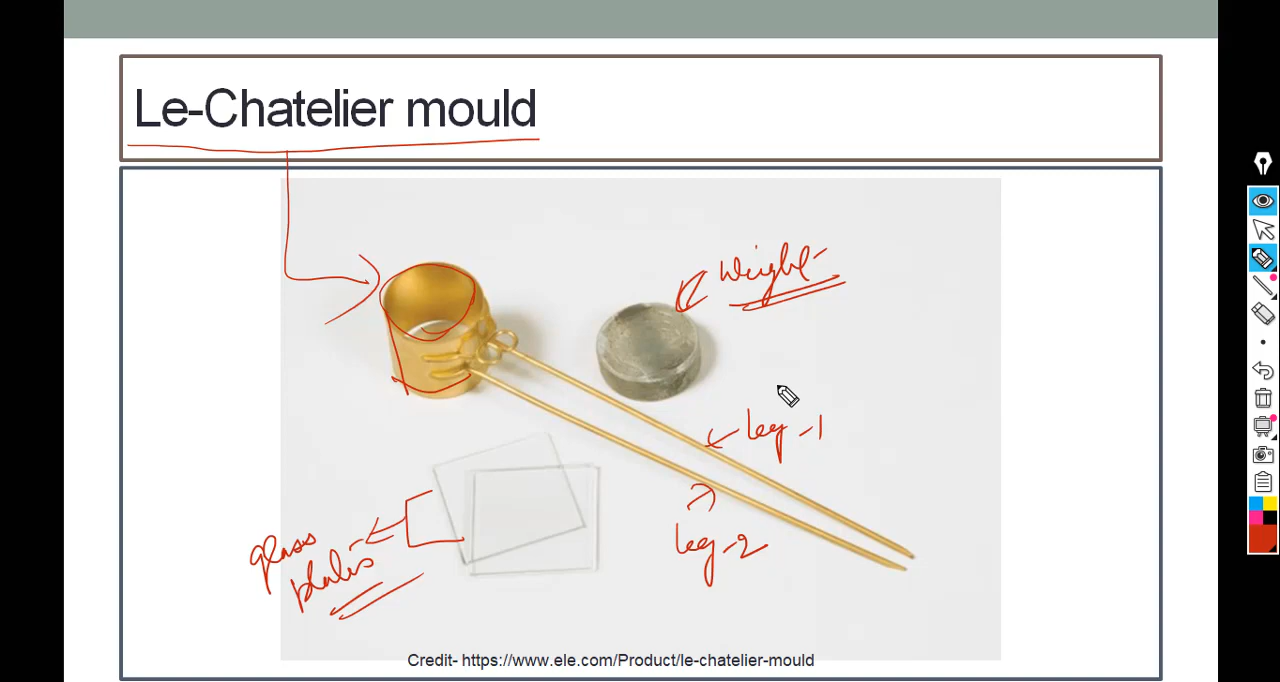 Le-Chatelier mould
Weight
leg-1
leg-2
glass
plates
Credit- https://www.ele.com/Product/le-chatelier-mould